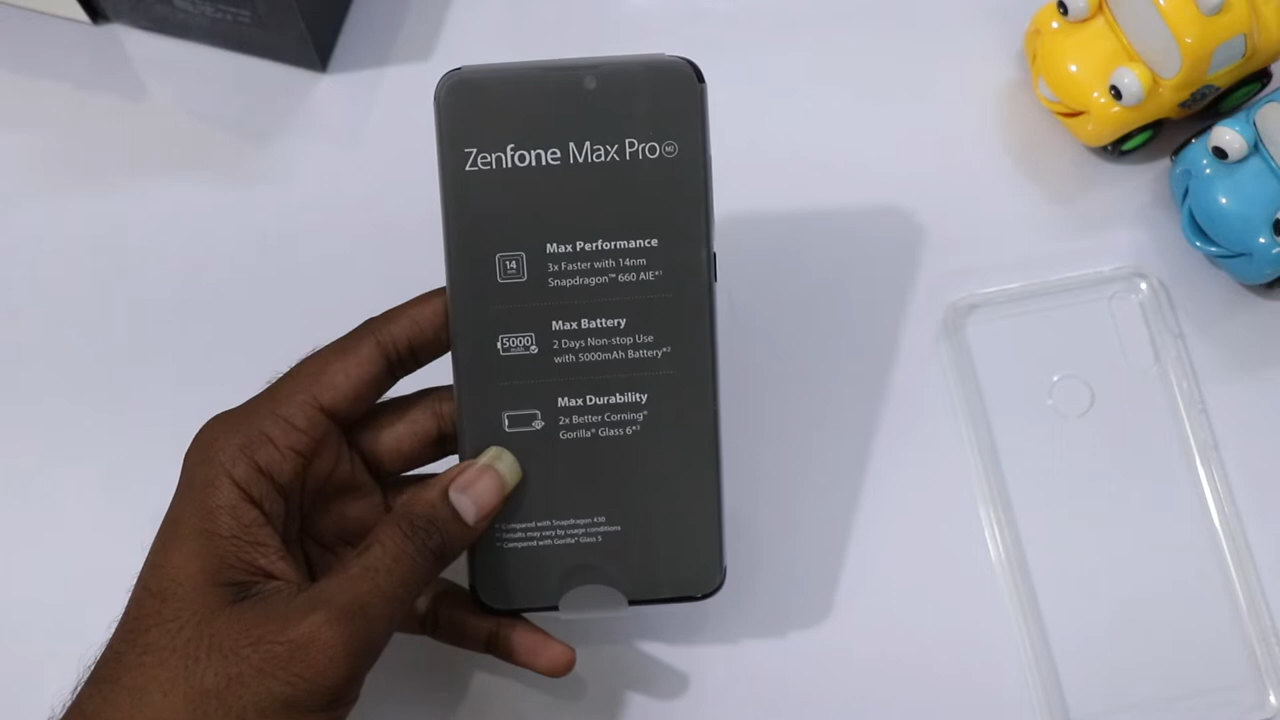 Zenfone Max Pro M2
Max Performance
14
nm
3x Faster with 14nm
Snapdragon™ 660 AIE*1
Max Battery
5000
mAh
2 Days Non-stop Use
with 5000mAh Battery*2
Max Durability
2x Better Corning®
Gorilla® Glass 6*3
*1 Compared with Snapdragon 430
*2 Results may vary by usage conditions
*3 Compared with Gorilla® Glass 5